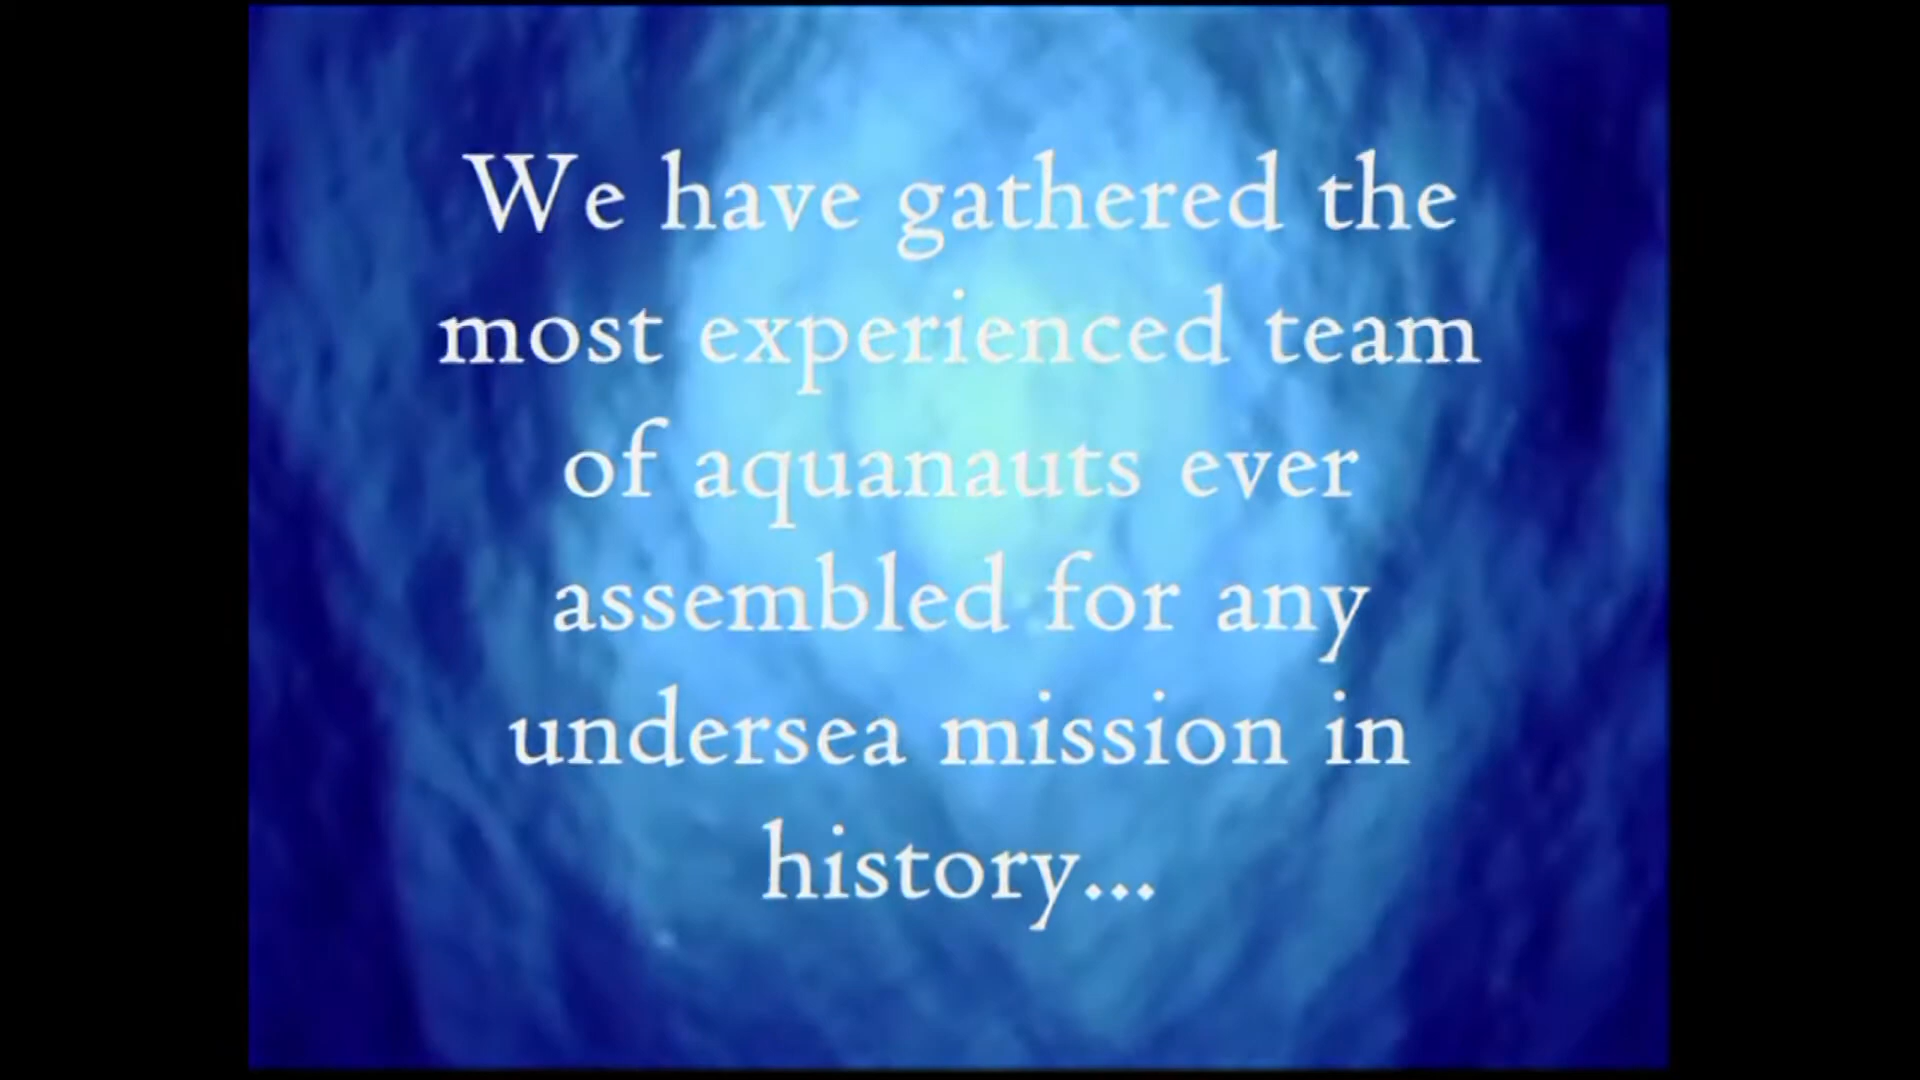 We have gathered the
most experienced team
of aquanauts ever
assembled for any
undersea mission in
history...